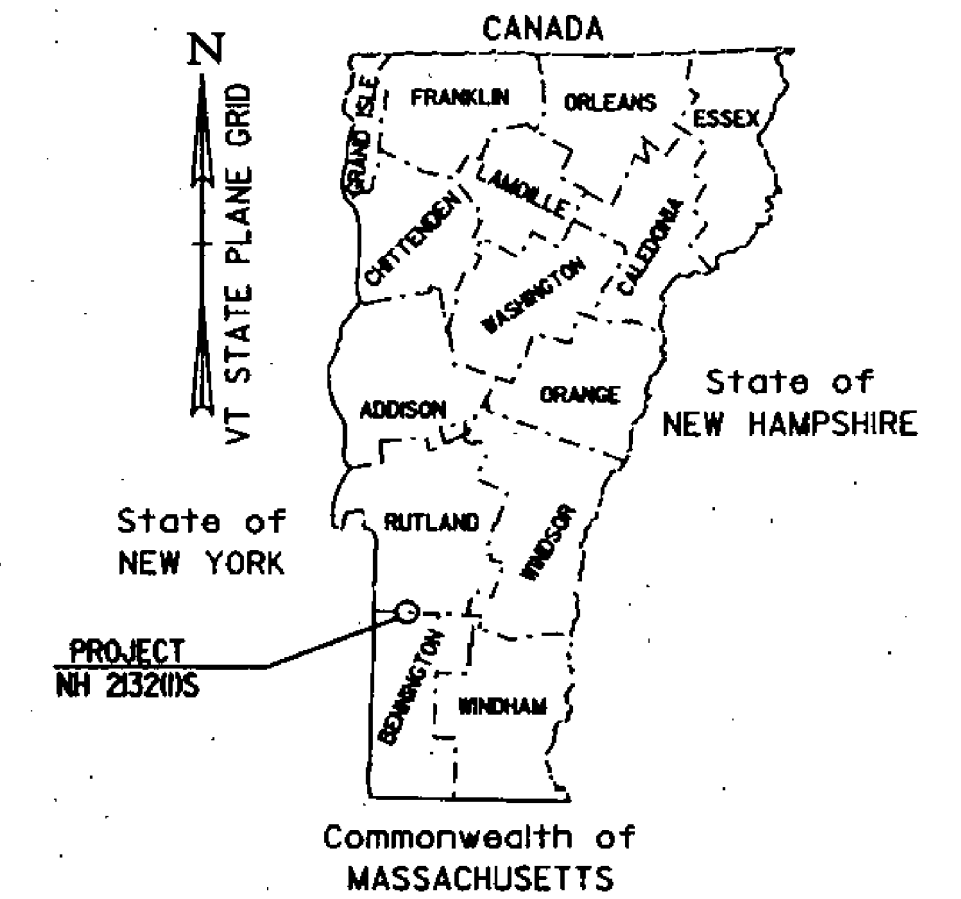 CANADA
N
VT STATE PLANE GRID
GRAND ISLE
FRANKLIN
ORLEANS
ESSEX
LAMOILLE
CHITTENDEN
CALEDONIA
WASHINGTON
ADDISON
ORANGE
State of
NEW HAMPSHIRE
State of
NEW YORK
RUTLAND
WINDSOR
PROJECT
NH 2132(1)S
BENNINGTON
WINDHAM
Commonwealth of
MASSACHUSETTS